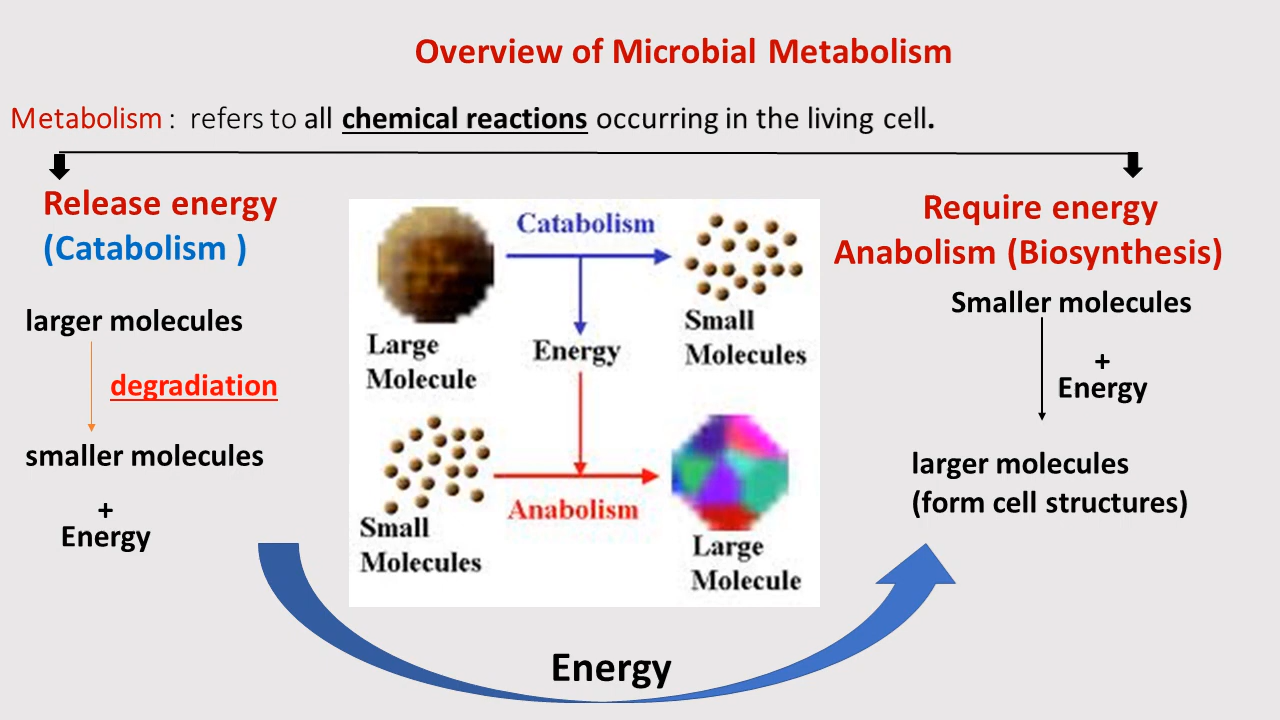 Overview of Microbial Metabolism
Metabolism : refers to all chemical reactions occurring in the living cell.
Release energy
(Catabolism )
larger molecules
degradiation
smaller molecules
+
Energy
Catabolism
Large
Molecule
Energy
Small
Molecules
Small
Molecules
Anabolism
Large
Molecule
Require energy
Anabolism (Biosynthesis)
Smaller molecules
+
Energy
larger molecules
(form cell structures)
Energy